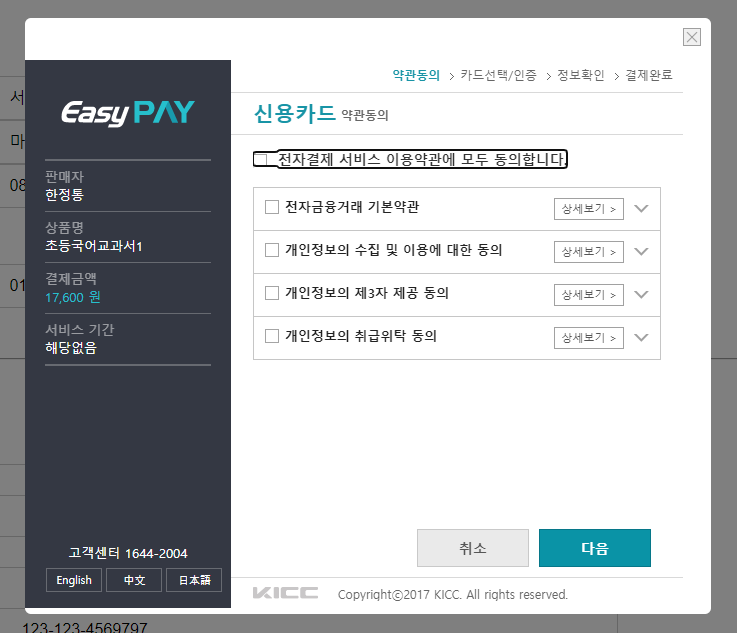 약관동의 > 카드선택/인증 > 정보확인 > 결제완료
Easy PAY
신용카드 약관동의
전자결제 서비스 이용약관에 모두 동의합니다.
판매자
한정통
상품명
초등국어교과서1
결제금액
17,600 원
서비스 기간
해당없음
전자금융거래 기본약관 상세보기 >
개인정보의 수집 및 이용에 대한 동의 상세보기 >
개인정보의 제3자 제공 동의 상세보기 >
개인정보의 취급위탁 동의 상세보기 >
고객센터 1644-2004
English 中文 日本語
취소 다음
KICC Copyrightⓒ2017 KICC. All rights reserved.
서
마
08
01
123-123-4569797